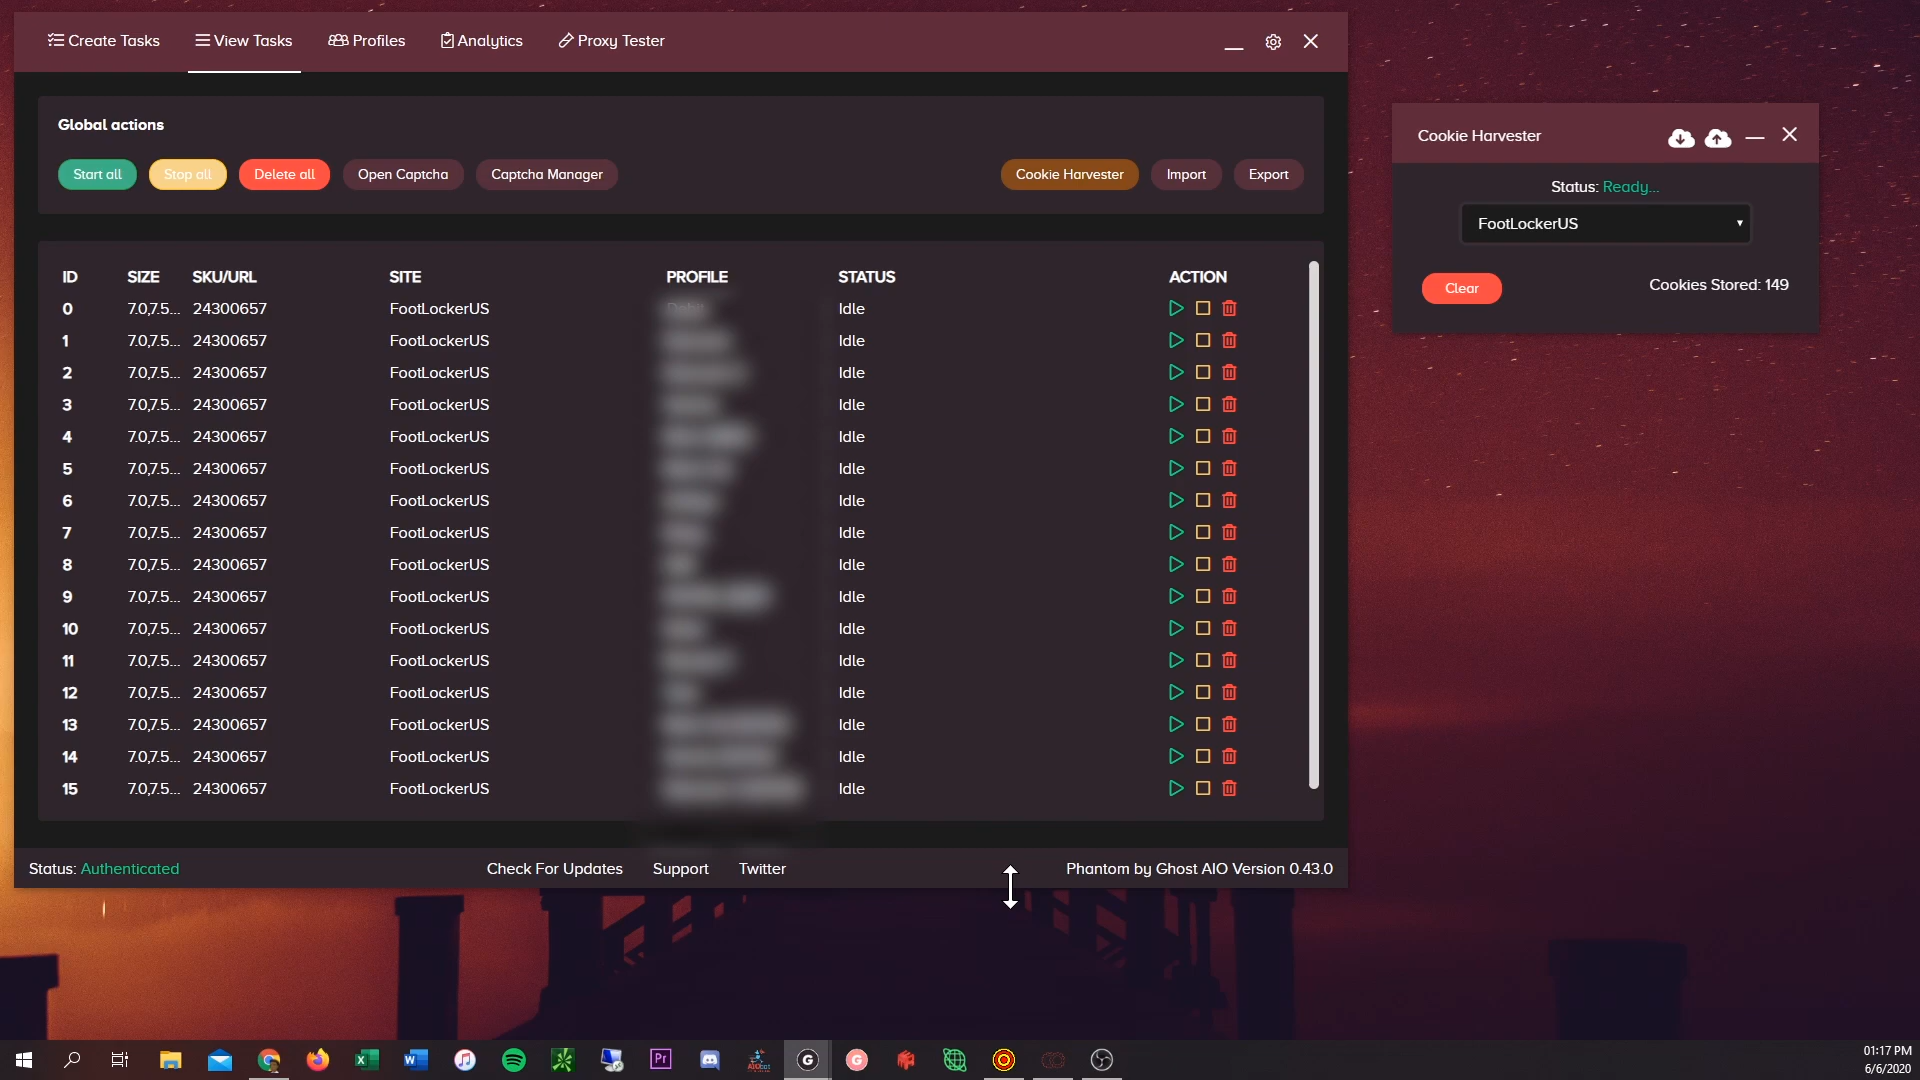 Create Tasks View Tasks Profiles Analytics Proxy Tester
Global actions
Start all Stop all Delete all Open Captcha Captcha Manager Cookie Harvester Import Export
ID SIZE SKU/URL SITE PROFILE STATUS ACTION
0 7.0,7.5... 24300657 FootLockerUS Idle
1 7.0,7.5... 24300657 FootLockerUS Idle
2 7.0,7.5... 24300657 FootLockerUS Idle
3 7.0,7.5... 24300657 FootLockerUS Idle
4 7.0,7.5... 24300657 FootLockerUS Idle
5 7.0,7.5... 24300657 FootLockerUS Idle
6 7.0,7.5... 24300657 FootLockerUS Idle
7 7.0,7.5... 24300657 FootLockerUS Idle
8 7.0,7.5... 24300657 FootLockerUS Idle
9 7.0,7.5... 24300657 FootLockerUS Idle
10 7.0,7.5... 24300657 FootLockerUS Idle
11 7.0,7.5... 24300657 FootLockerUS Idle
12 7.0,7.5... 24300657 FootLockerUS Idle
13 7.0,7.5... 24300657 FootLockerUS Idle
14 7.0,7.5... 24300657 FootLockerUS Idle
15 7.0,7.5... 24300657 FootLockerUS Idle
Status: Authenticated Check For Updates Support Twitter Phantom by Ghost AIO Version 0.43.0
Cookie Harvester
Status: Ready...
FootLockerUS
Clear Cookies Stored: 149
Pr
G
G
01:17 PM
6/6/2020